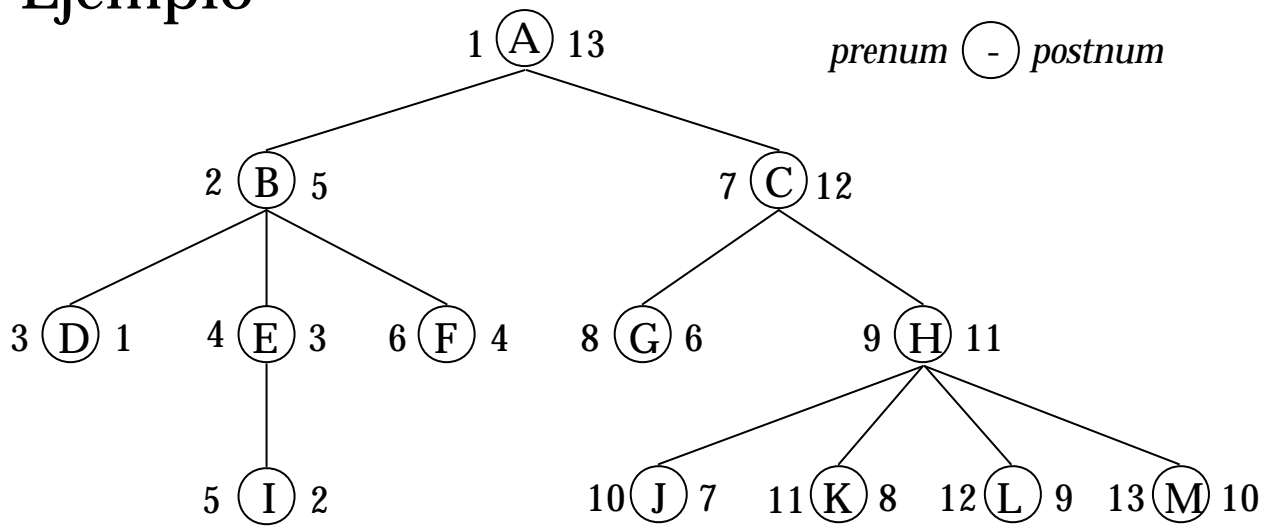 Ejemplo
1 A 13
prenum - postnum
2 B 5
7 C 12
3 D 1
4 E 3
6 F 4
8 G 6
9 H 11
5 I 2
10 J 7
11 K 8
12 L 9
13 M 10